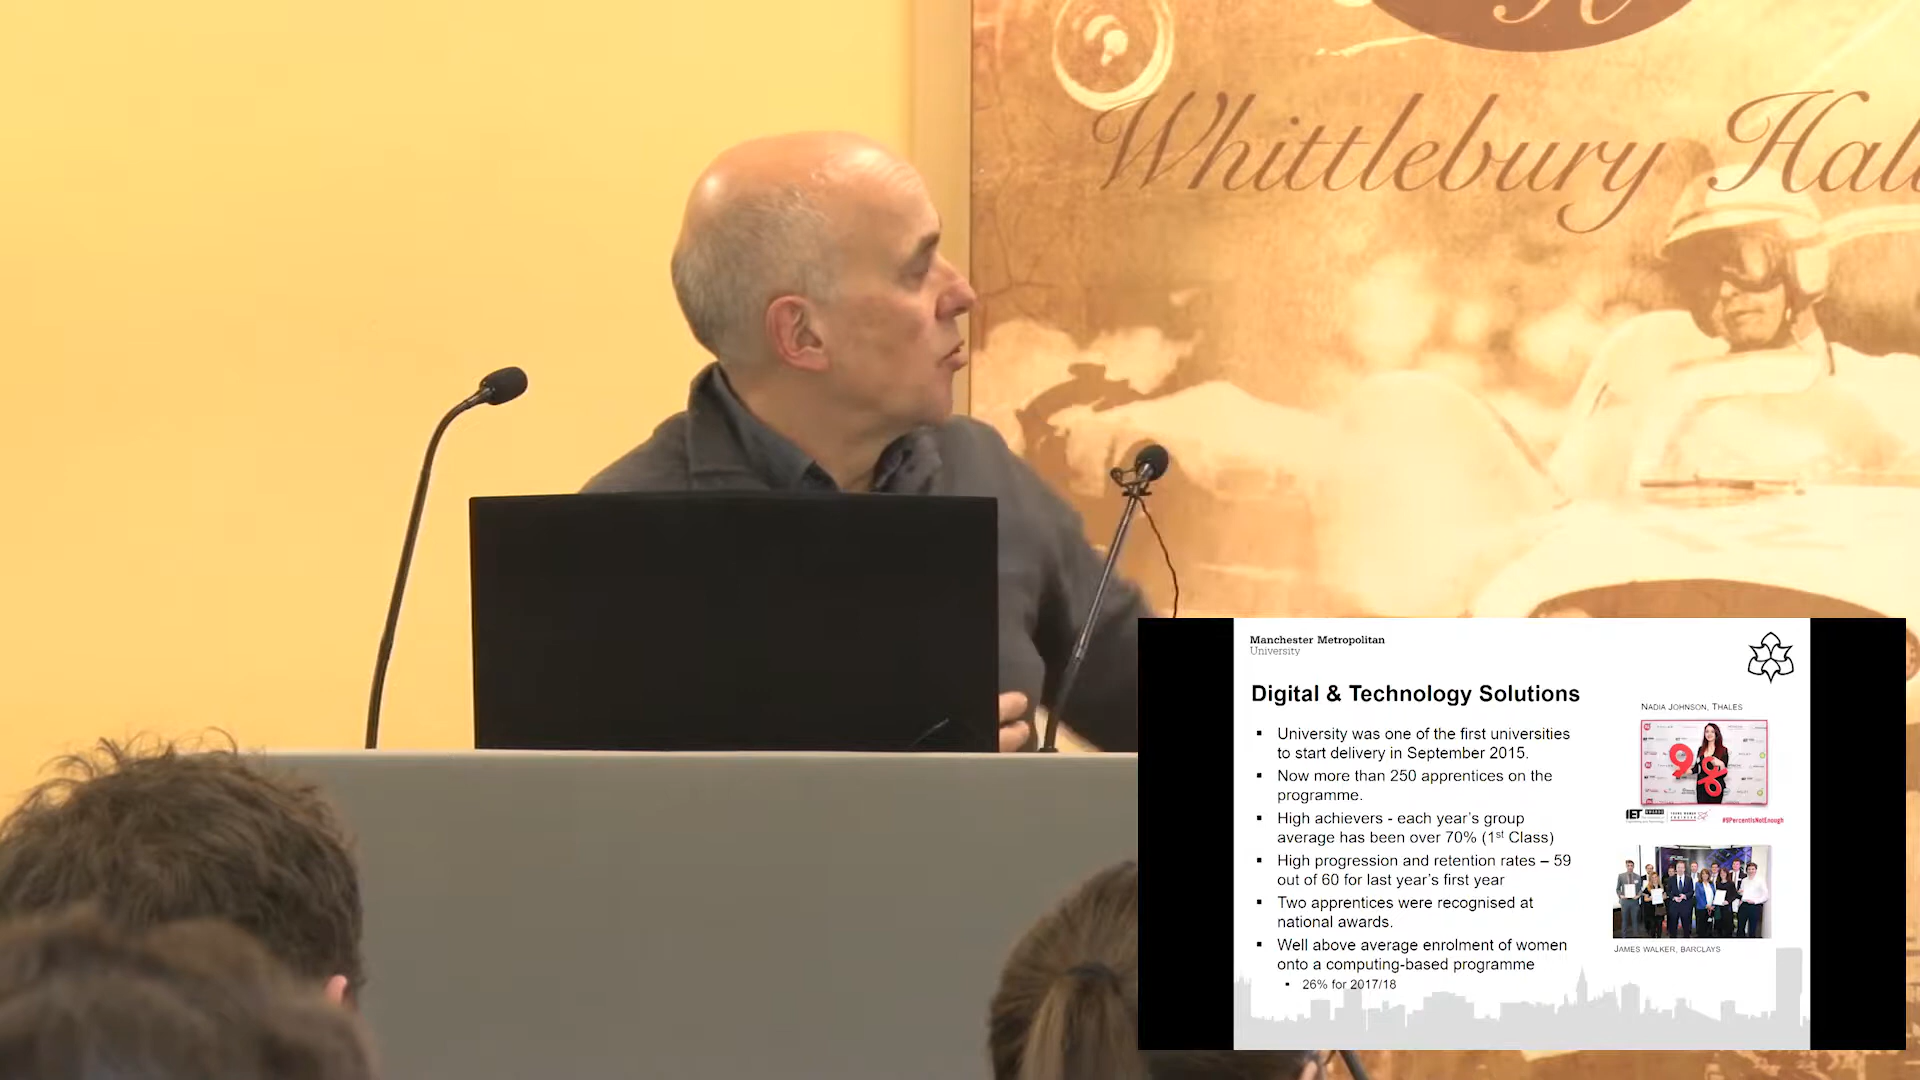 Whittlebury Hall
Manchester Metropolitan
University
Digital & Technology Solutions
NADIA JOHNSON, THALES
▪ University was one of the first universities
to start delivery in September 2015.
▪ Now more than 250 apprentices on the
programme.
▪ High achievers - each year's group
average has been over 70% (1st Class)
▪ High progression and retention rates – 59
out of 60 for last year's first year
▪ Two apprentices were recognised at
national awards.
▪ Well above average enrolment of women
onto a computing-based programme
▪ 26% for 2017/18
9%
IET
#9PercentIsNotEnough
JAMES WALKER, BARCLAYS